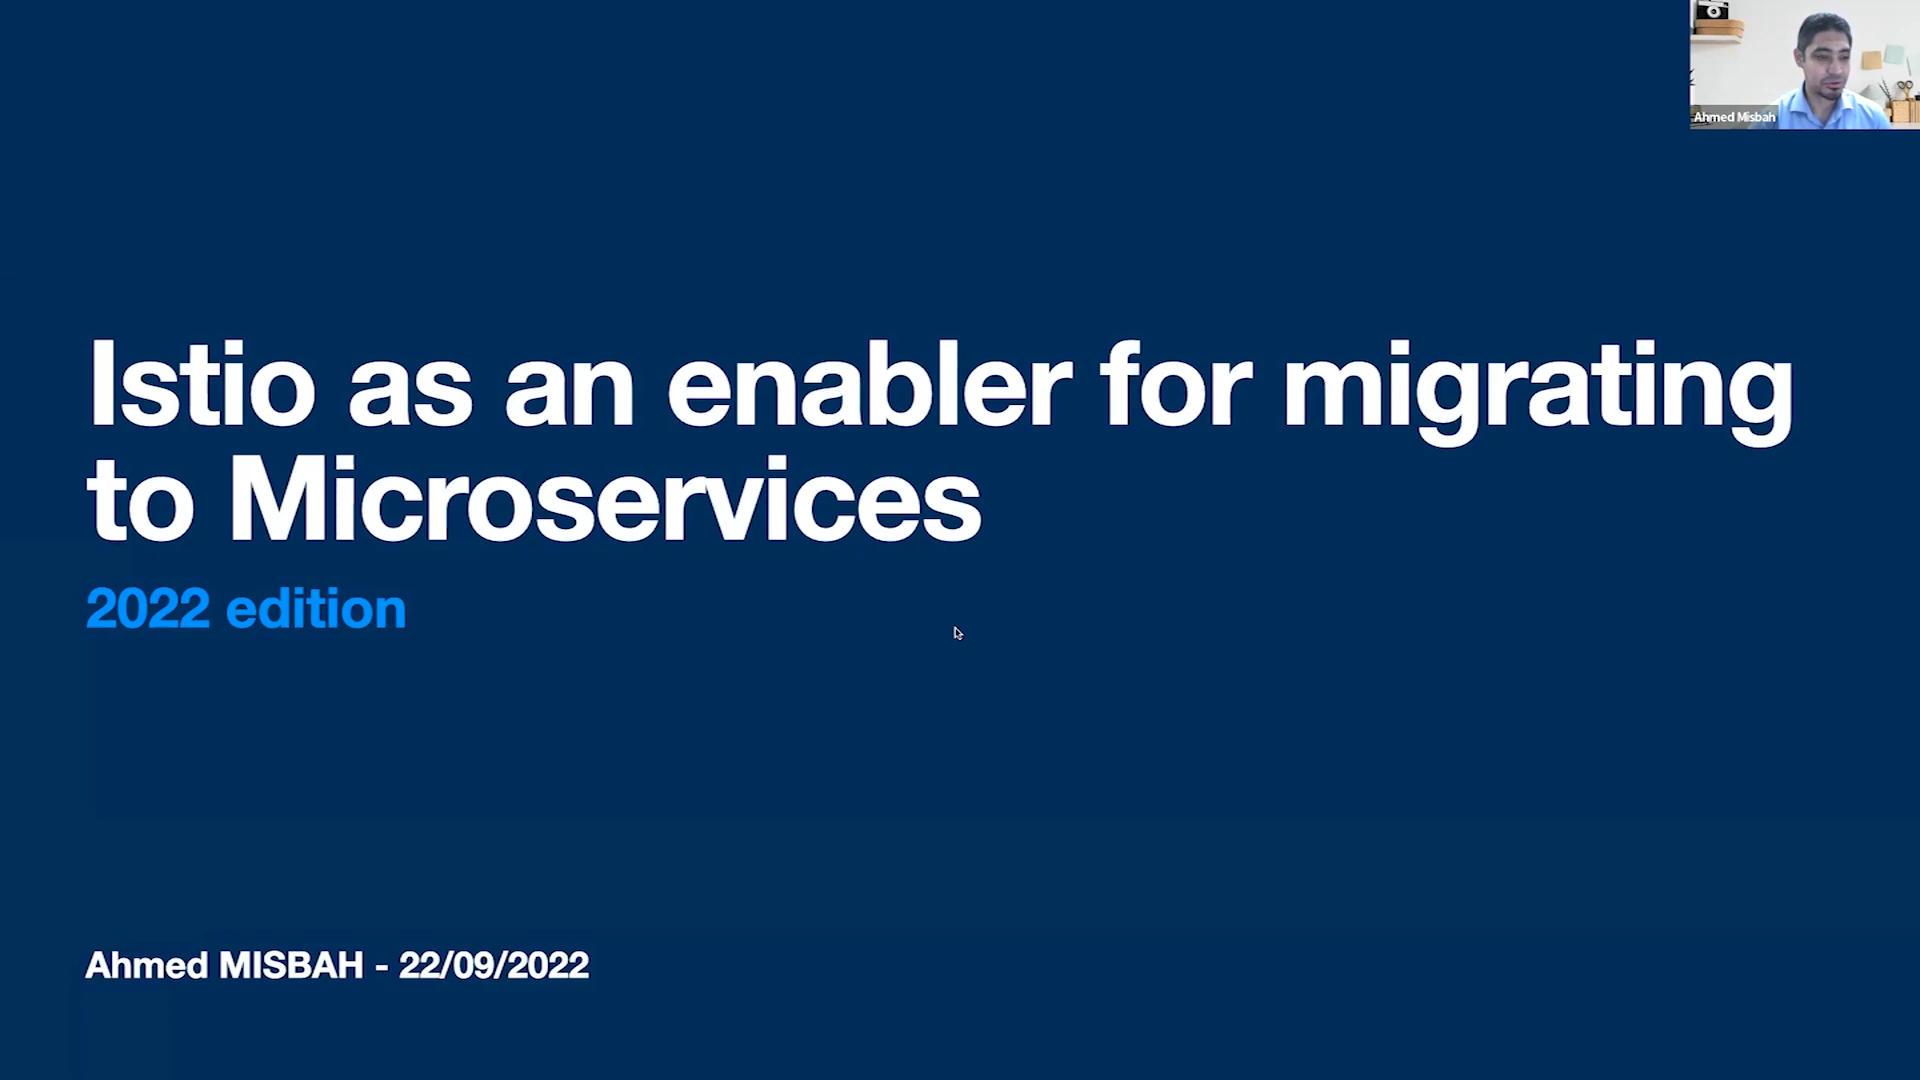 Ahmed Misbah
Istio as an enabler for migrating
to Microservices
2022 edition
Ahmed MISBAH - 22/09/2022